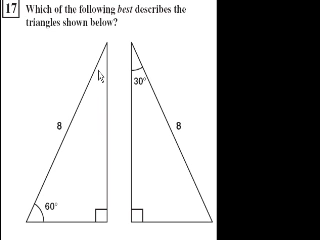 17 Which of the following best describes the
triangles shown below?
30°
8
8
60°